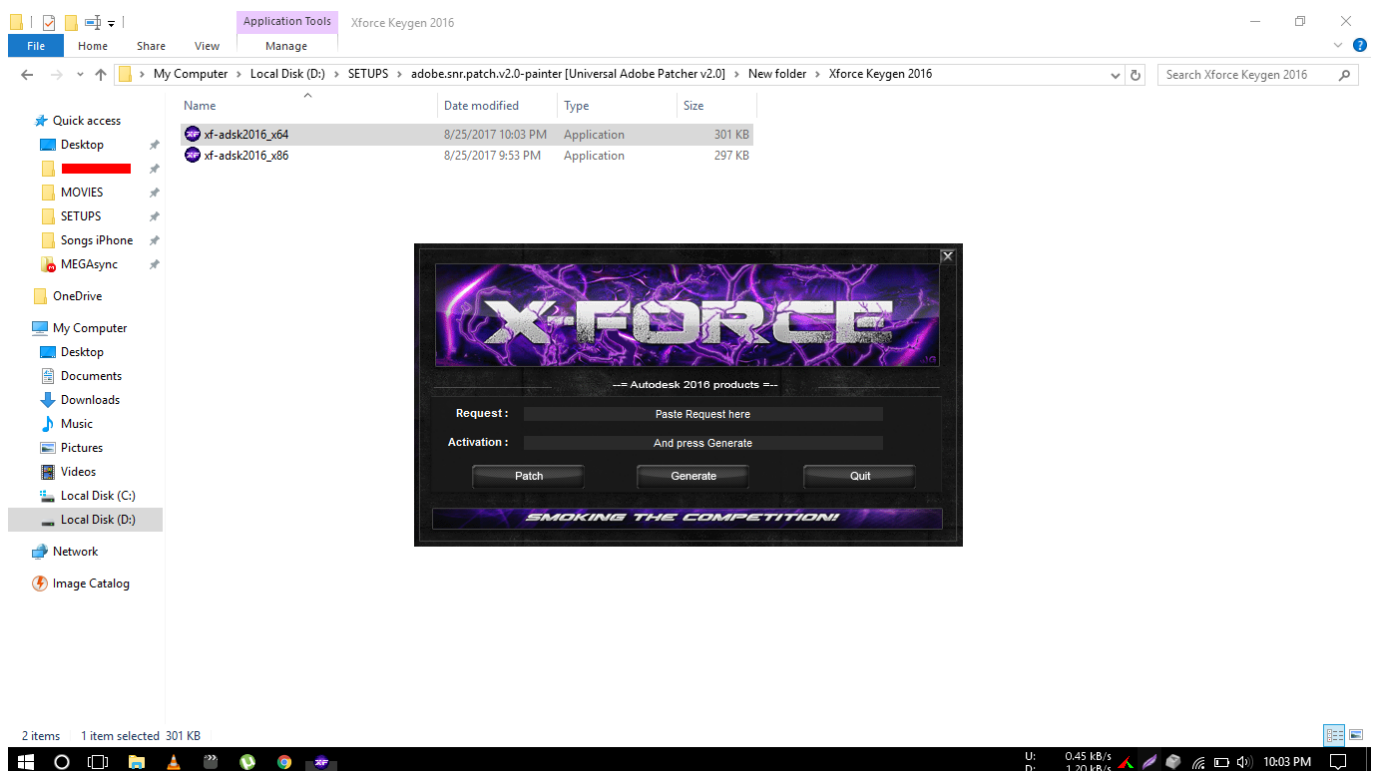 Application Tools
Xforce Keygen 2016
File
Home
Share
View
Manage
My Computer
Local Disk (D:)
SETUPS
adobe.snr.patch.v2.0-painter [Universal Adobe Patcher v2.0]
New folder
Xforce Keygen 2016
Search Xforce Keygen 2016
Name
Date modified
Type
Size
Quick access
Desktop
MOVIES
SETUPS
Songs iPhone
MEGAsync
OneDrive
My Computer
Desktop
Documents
Downloads
Music
Pictures
Videos
Local Disk (C:)
Local Disk (D:)
Network
Image Catalog
xf-adsk2016_x64 8/25/2017 10:03 PM Application 301 KB
xf-adsk2016_x86 8/25/2017 9:53 PM Application 297 KB
X-FORCE
--= Autodesk 2016 products =--
Request : Paste Request here
Activation : And press Generate
Patch
Generate
Quit
SMOKING THE COMPETITION!
2 items
1 item selected 301 KB
U: 0.45 kB/s
D: 1.20 kB/s
10:03 PM